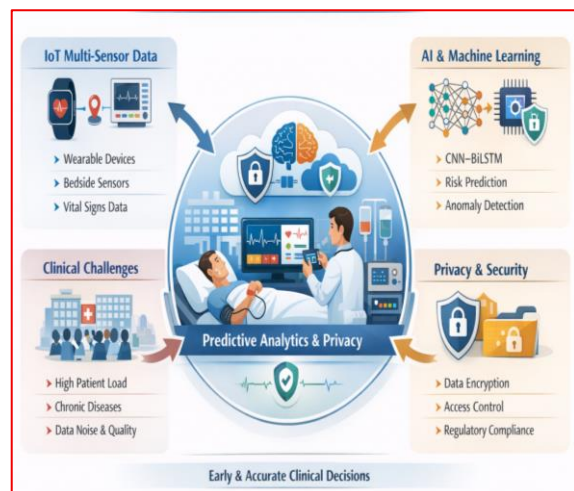 IoT Multi-Sensor Data
Wearable Devices
Bedside Sensors
Vital Signs Data
AI & Machine Learning
CNN–BiLSTM
Risk Prediction
Anomaly Detection
Clinical Challenges
High Patient Load
Chronic Diseases
Data Noise & Quality
Predictive Analytics & Privacy
Privacy & Security
Data Encryption
Access Control
Regulatory Compliance
Early & Accurate Clinical Decisions